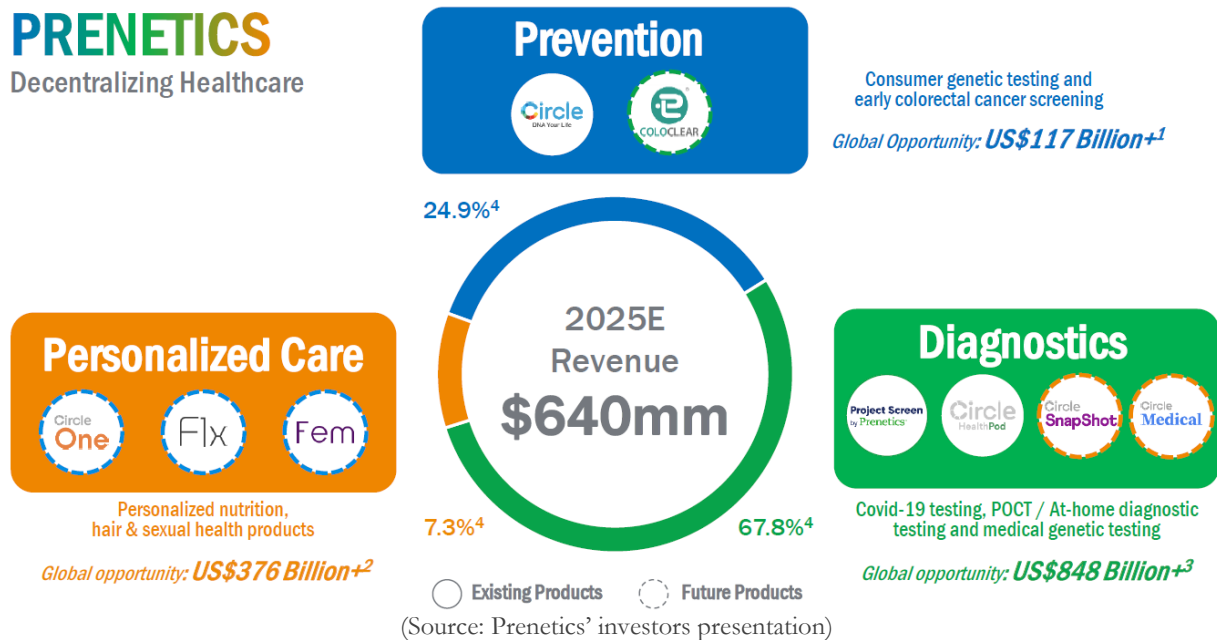 PRENETICS
Decentralizing Healthcare
Prevention
Circle
DNA Your Life
COLOCLEAR
Consumer genetic testing and
early colorectal cancer screening
Global Opportunity: US$117 Billion+1
24.9%4
2025E
Revenue
$640mm
Personalized Care
Circle
One
F1x
Fem
Personalized nutrition,
hair & sexual health products
Global opportunity: US$376 Billion+2
7.3%4
67.8%4
Diagnostics
Project Screen
by Prenetics
Circle
HealthPod
Circle
SnapShot
Circle
Medical
Covid-19 testing, POCT / At-home diagnostic
testing and medical genetic testing
Global opportunity: US$848 Billion+3
Existing Products
Future Products
(Source: Prenetics’ investors presentation)